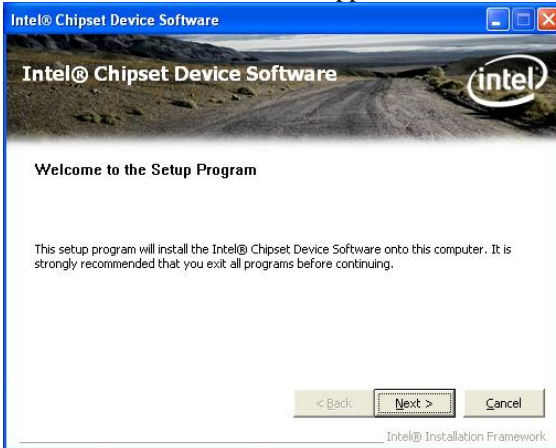 Intel® Chipset Device Software
Intel® Chipset Device Software
intel
Welcome to the Setup Program
This setup program will install the Intel® Chipset Device Software onto this computer. It is
strongly recommended that you exit all programs before continuing.
< Back
Next >
Cancel
Intel® Installation Framework